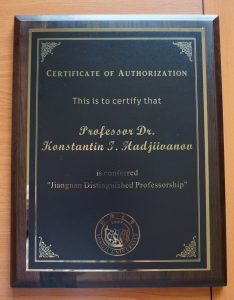 CERTIFICATE OF AUTHORIZATION
This is to certify that
Professor Dr.
Konstantin I. Hadjiivanov
is conferred
"Jiangnan Distinguished Professorship"